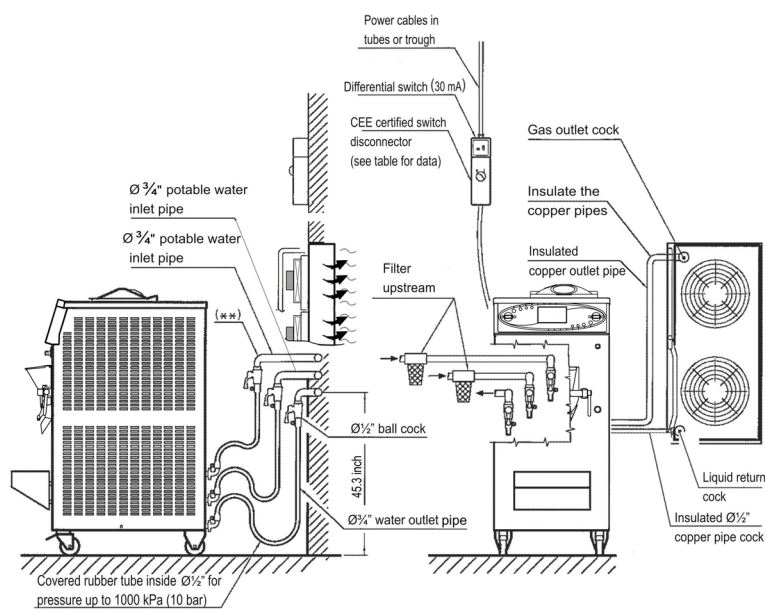 Power cables in
tubes or trough
Differential switch (30 mA)
CEE certified switch
disconnector
(see table for data)
Gas outlet cock
Insulate the
copper pipes
Insulated
copper outlet pipe
Ø ¾" potable water
inlet pipe
Ø ¾" potable water
inlet pipe
Filter
upstream
(**)
Ø½" ball cock
45.3 inch
Ø¾" water outlet pipe
Liquid return
cock
Insulated Ø½"
copper pipe cock
Covered rubber tube inside Ø½" for
pressure up to 1000 kPa (10 bar)